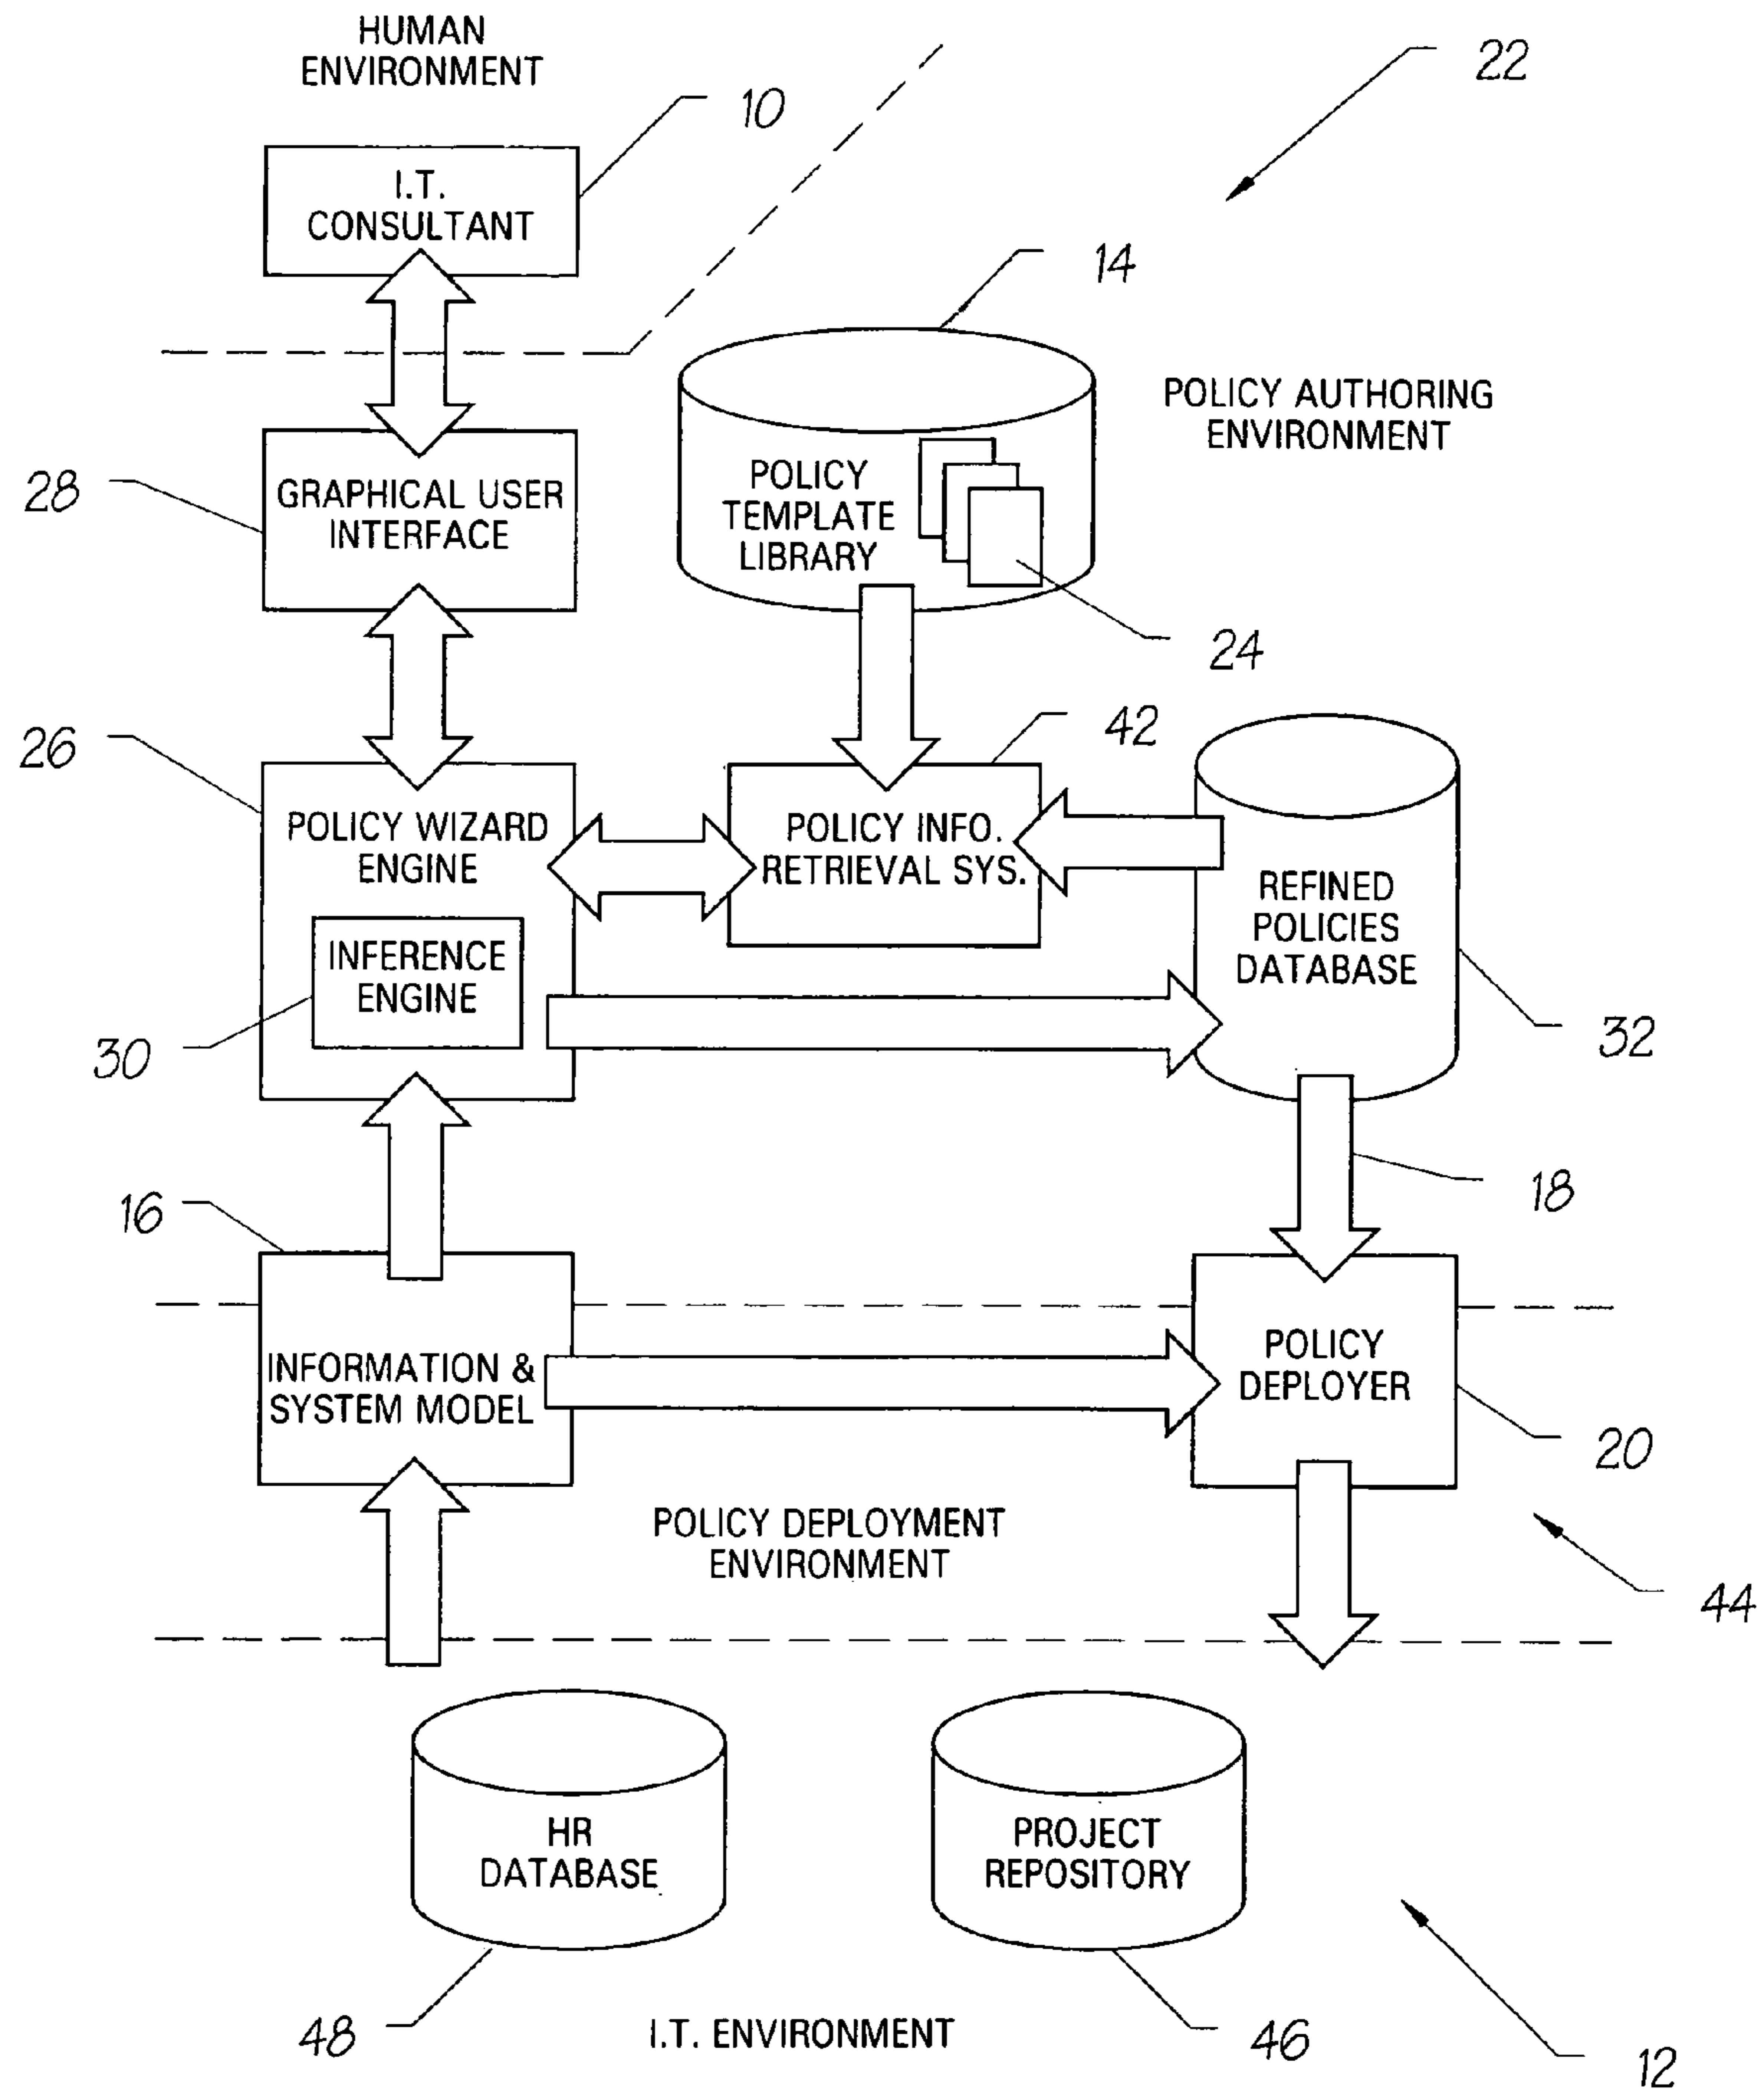 HUMAN
ENVIRONMENT
22
10
I.T.
CONSULTANT
14
POLICY AUTHORING
ENVIRONMENT
28
GRAPHICAL USER
INTERFACE
POLICY
TEMPLATE
LIBRARY
24
26
42
POLICY WIZARD
ENGINE
POLICY INFO.
RETRIEVAL SYS.
REFINED
POLICIES
DATABASE
INFERENCE
ENGINE
30
32
16
18
INFORMATION &
SYSTEM MODEL
POLICY
DEPLOYER
20
POLICY DEPLOYMENT
ENVIRONMENT
44
HR
DATABASE
PROJECT
REPOSITORY
48
I.T. ENVIRONMENT
46
12